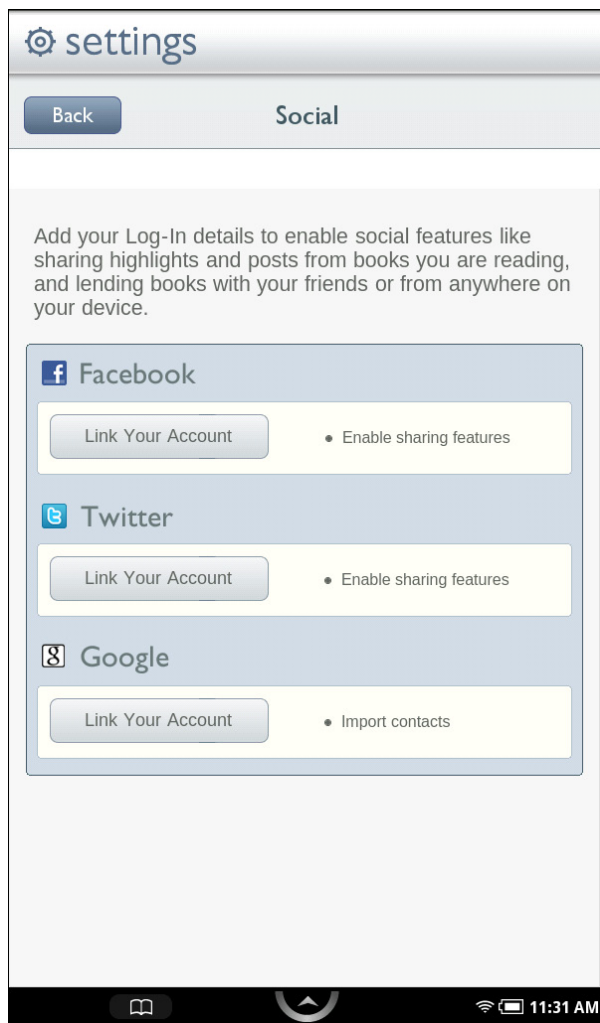 settings
Back
Social
Add your Log-In details to enable social features like
sharing highlights and posts from books you are reading,
and lending books with your friends or from anywhere on
your device.
Facebook
Link Your Account
• Enable sharing features
Twitter
Link Your Account
• Enable sharing features
Google
Link Your Account
• Import contacts
11:31 AM